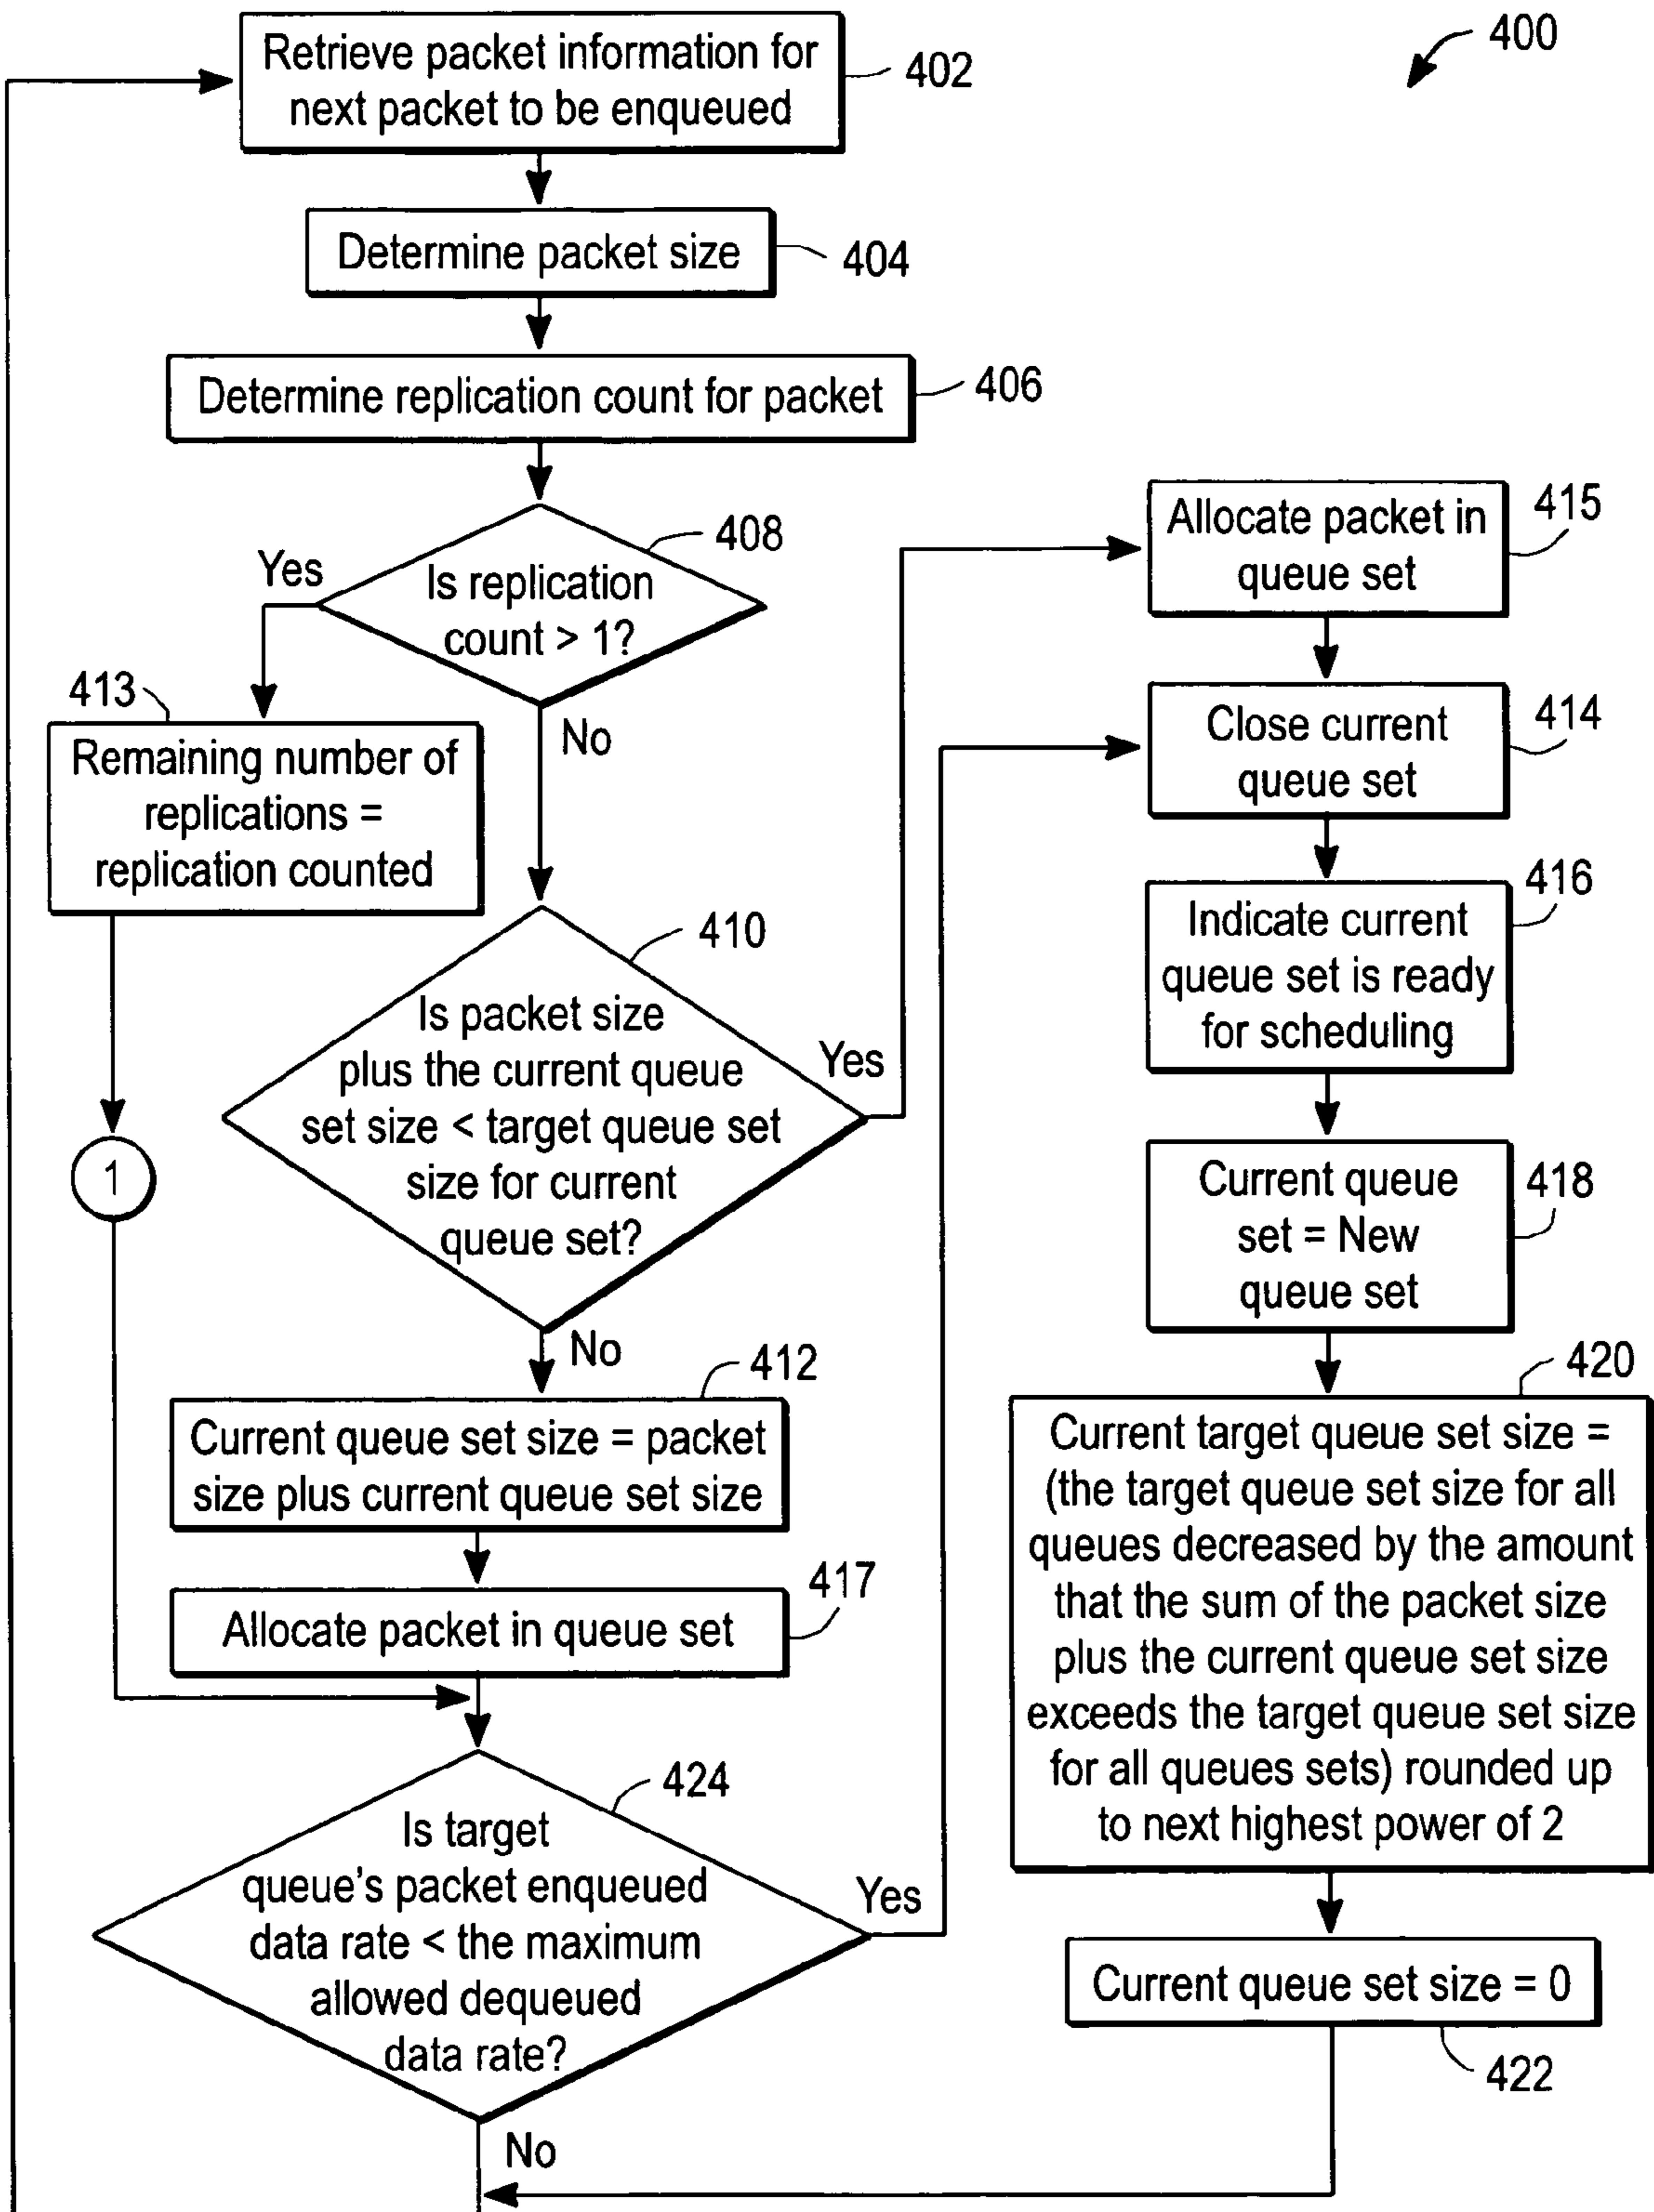 400
Retrieve packet information for
next packet to be enqueued
402
Determine packet size
404
Determine replication count for packet
406
Is replication
count > 1?
408
Yes
No
413
Remaining number of
replications =
replication counted
1
410
Is packet size
plus the current queue
set size < target queue set
size for current
queue set?
Yes
No
412
Current queue set size = packet
size plus current queue set size
417
Allocate packet in queue set
424
Is target
queue's packet enqueued
data rate < the maximum
allowed dequeued
data rate?
Yes
No
Allocate packet in
queue set
415
Close current
queue set
414
Indicate current
queue set is ready
for scheduling
416
Current queue
set = New
queue set
418
420
Current target queue set size =
(the target queue set size for all
queues decreased by the amount
that the sum of the packet size
plus the current queue set size
exceeds the target queue set size
for all queues sets) rounded up
to next highest power of 2
Current queue set size = 0
422